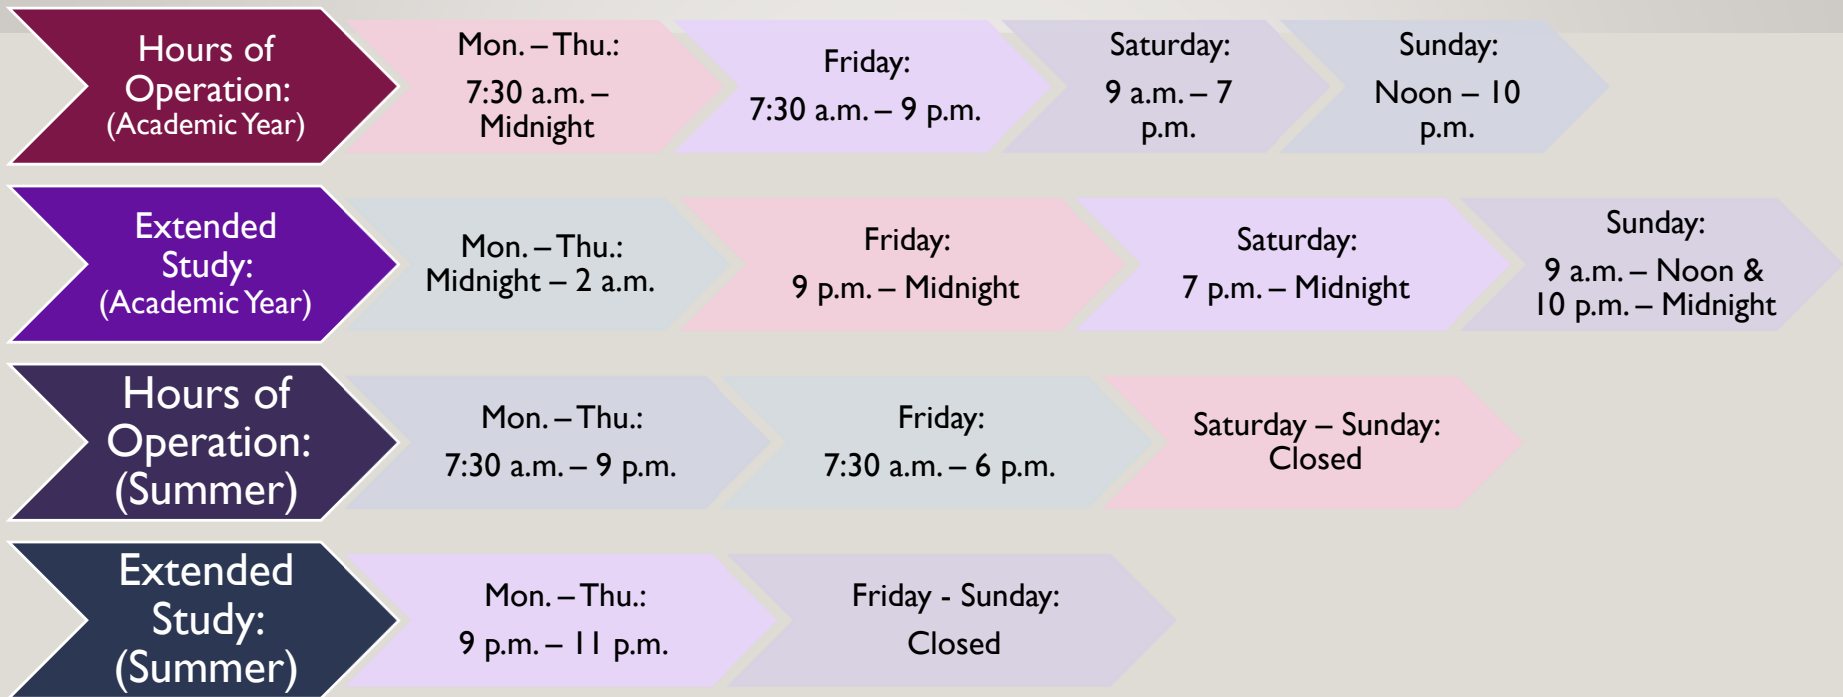 Hours of
Operation:
(Academic Year)
Mon. – Thu.:
7:30 a.m. –
Midnight
Friday:
7:30 a.m. – 9 p.m.
Saturday:
9 a.m. – 7
p.m.
Sunday:
Noon – 10
p.m.
Extended
Study:
(Academic Year)
Mon. – Thu.:
Midnight – 2 a.m.
Friday:
9 p.m. – Midnight
Saturday:
7 p.m. – Midnight
Sunday:
9 a.m. – Noon &
10 p.m. – Midnight
Hours of
Operation:
(Summer)
Mon. – Thu.:
7:30 a.m. – 9 p.m.
Friday:
7:30 a.m. – 6 p.m.
Saturday – Sunday:
Closed
Extended
Study:
(Summer)
Mon. – Thu.:
9 p.m. – 11 p.m.
Friday - Sunday:
Closed